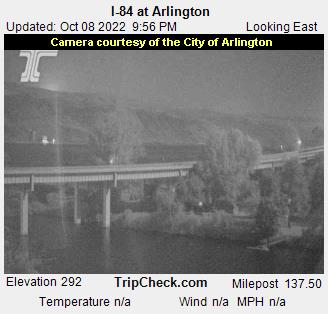 I-84 at Arlington
Updated: Oct 08 2022 9:56 PM Looking East
Camera courtesy of the City of Arlington
Elevation 292 TripCheck.com Milepost 137.50
Temperature n/a Wind n/a MPH n/a